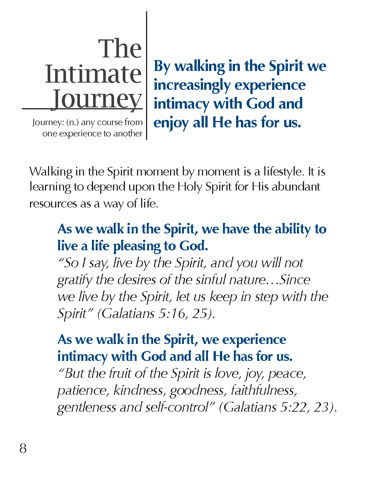 The
Intimate
Journey
Journey: (n.) any course from
one experience to another
By walking in the Spirit we
increasingly experience
intimacy with God and
enjoy all He has for us.
Walking in the Spirit moment by moment is a lifestyle. It is
learning to depend upon the Holy Spirit for His abundant
resources as a way of life.
As we walk in the Spirit, we have the ability to
live a life pleasing to God.
“So I say, live by the Spirit, and you will not
gratify the desires of the sinful nature…Since
we live by the Spirit, let us keep in step with the
Spirit” (Galatians 5:16, 25).
As we walk in the Spirit, we experience
intimacy with God and all He has for us.
“But the fruit of the Spirit is love, joy, peace,
patience, kindness, goodness, faithfulness,
gentleness and self-control” (Galatians 5:22, 23).
8